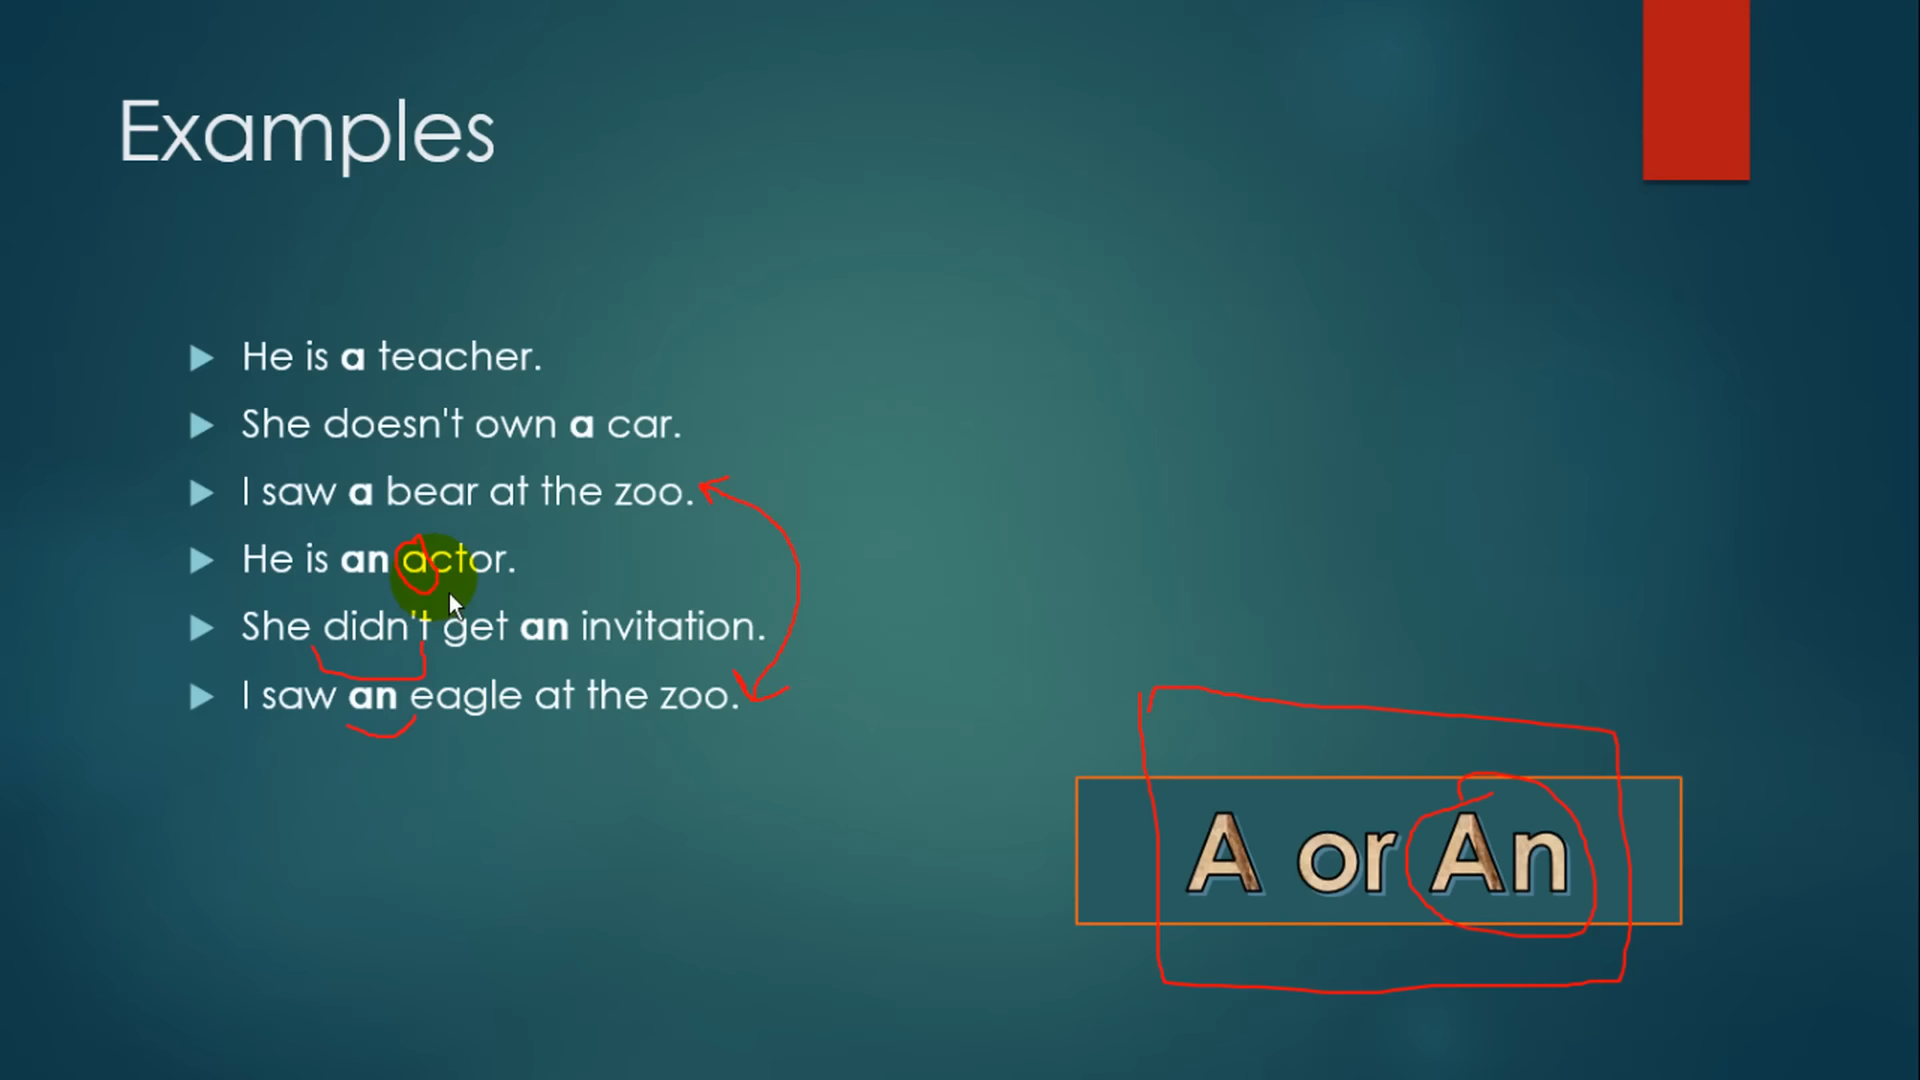 Examples
He is a teacher.
She doesn't own a car.
I saw a bear at the zoo.
He is an actor.
She didn't get an invitation.
I saw an eagle at the zoo.
A or An